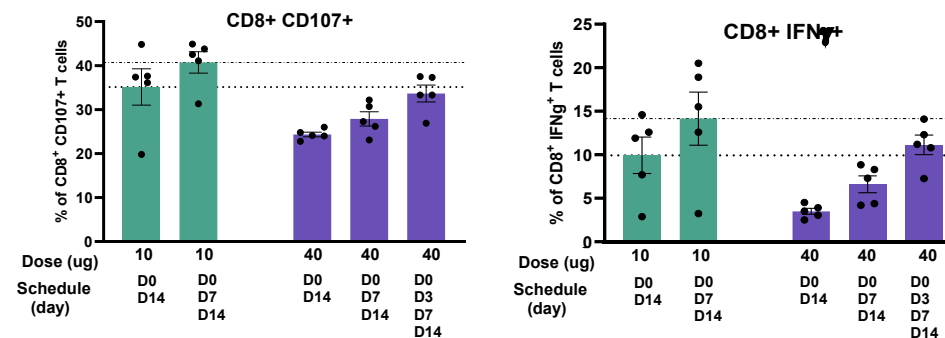 CD8+ CD107+
% of CD8+ CD107+ T cells
50
40
30
20
10
0
Dose (ug)
10
10
40
40
40
Schedule
(day)
D0
D14
D0
D7
D14
D0
D14
D0
D7
D14
D0
D3
D7
D14
CD8+ IFNγ+
% of CD8+ IFNg+ T cells
25
20
15
10
5
0
Dose (ug)
10
10
40
40
40
Schedule
(day)
D0
D14
D0
D7
D14
D0
D14
D0
D7
D14
D0
D3
D7
D14